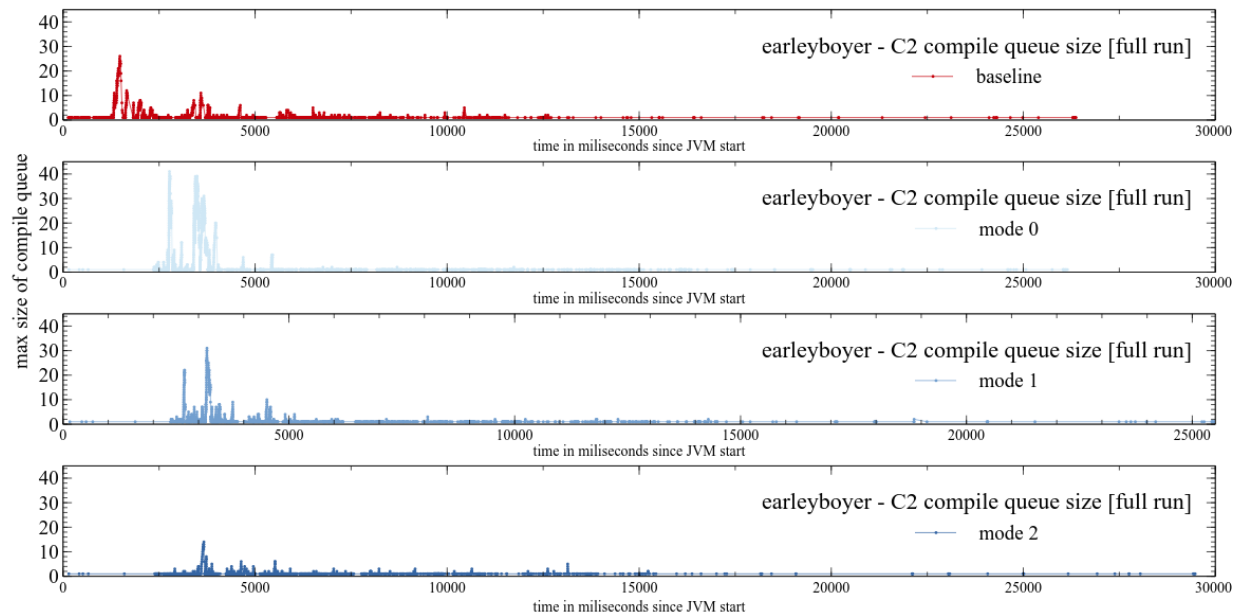 max size of compile queue
40
30
20
10
0
earleyboyer - C2 compile queue size [full run]
baseline
0 5000 10000 15000 20000 25000 30000
time in miliseconds since JVM start
40
30
20
10
0
earleyboyer - C2 compile queue size [full run]
mode 0
0 5000 10000 15000 20000 25000 30000
time in miliseconds since JVM start
40
30
20
10
0
earleyboyer - C2 compile queue size [full run]
mode 1
0 5000 10000 15000 20000 25000
time in miliseconds since JVM start
40
30
20
10
0
earleyboyer - C2 compile queue size [full run]
mode 2
0 5000 10000 15000 20000 25000 30000
time in miliseconds since JVM start